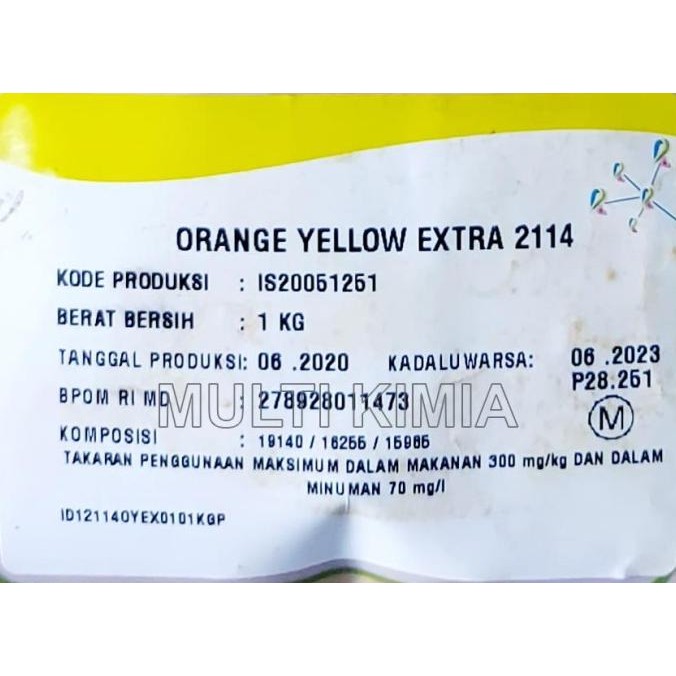 ORANGE YELLOW EXTRA 2114
KODE PRODUKSI : IS20051251
BERAT BERSIH : 1 KG
TANGGAL PRODUKSI: 06 .2020 KADALUWARSA: 06 .2023
P28.251
BPOM RI MD : 278928011473
M
MULTI KIMIA
KOMPOSISI : 19140 / 16255 / 15985
TAKARAN PENGGUNAAN MAKSIMUM DALAM MAKANAN 300 mg/kg DAN DALAM
MINUMAN 70 mg/l
ID12114OYEX0101KGP